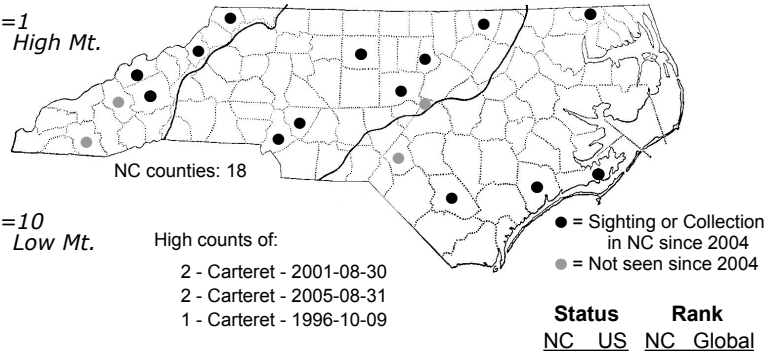 =1
High Mt.
NC counties: 18
=10
Low Mt.
High counts of:
2 - Carteret - 2001-08-30
2 - Carteret - 2005-08-31
1 - Carteret - 1996-10-09
= Sighting or Collection
in NC since 2004
= Not seen since 2004
Status Rank
NC US NC Global